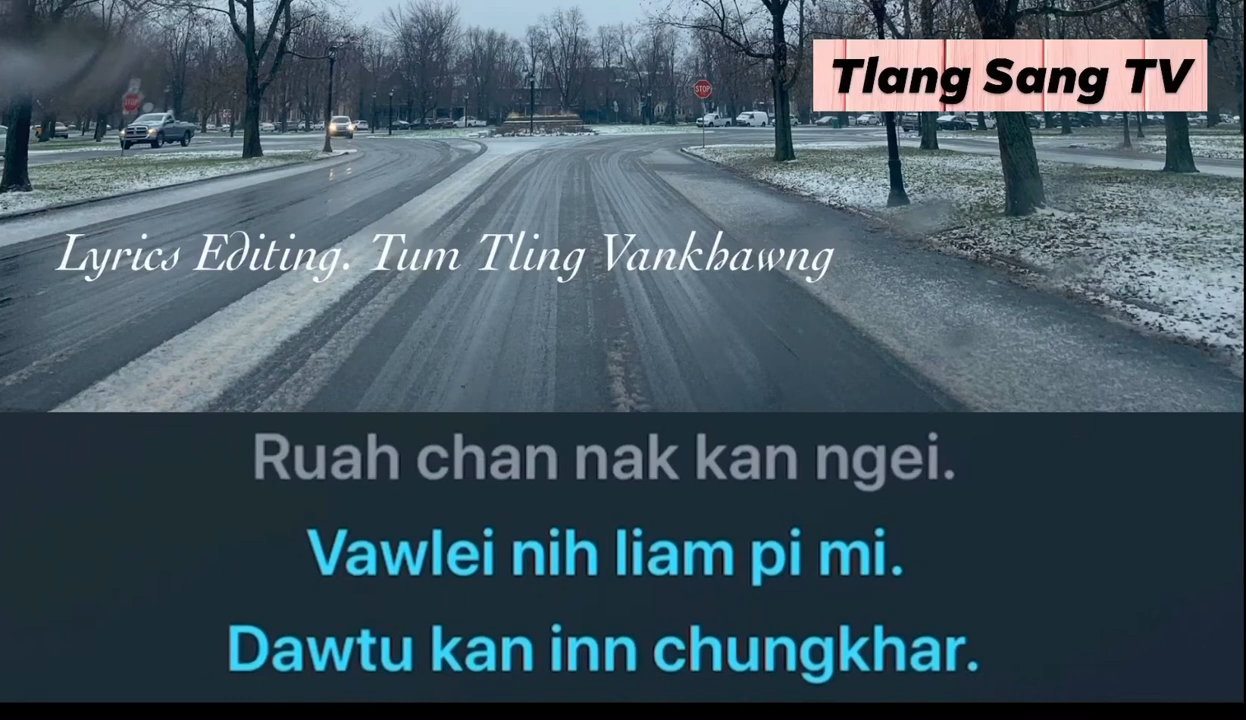 Tlang Sang TV
Lyrics Editing. Tum Tling Vankhawng
Ruah chan nak kan ngei.
Vawlei nih liam pi mi.
Dawtu kan inn chungkhar.
STOP